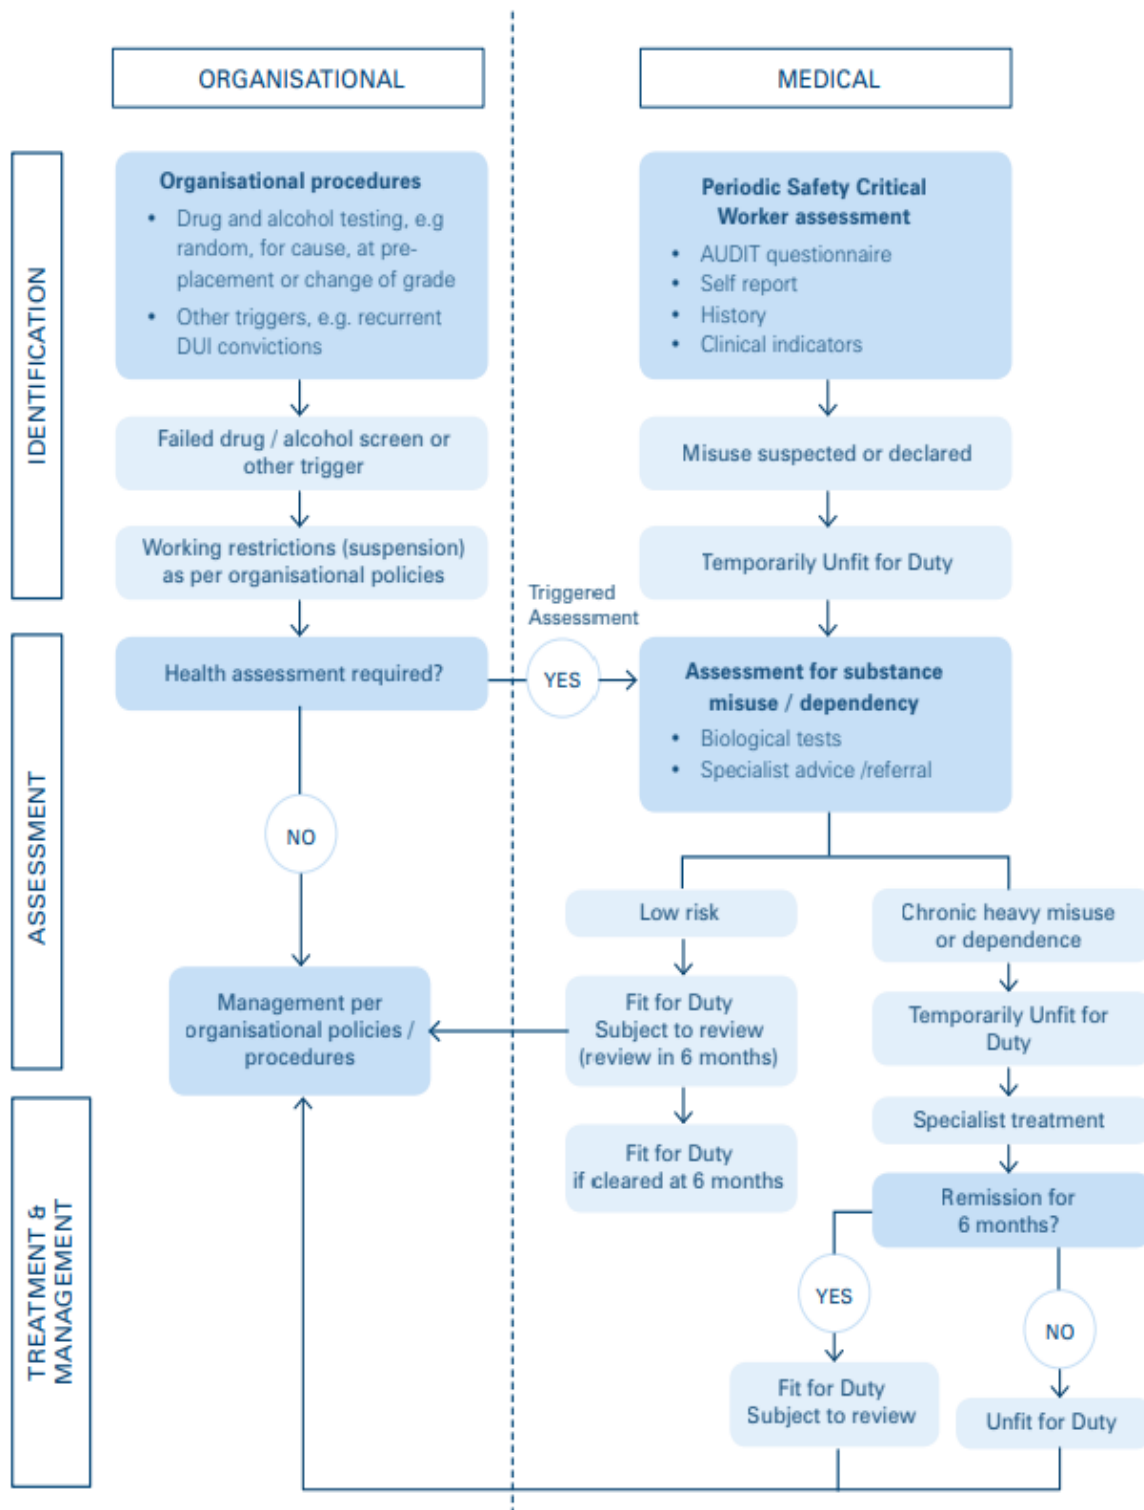 ORGANISATIONAL
MEDICAL
IDENTIFICATION
Organisational procedures
• Drug and alcohol testing, e.g
random, for cause, at pre-
placement or change of grade
• Other triggers, e.g. recurrent
DUI convictions
Periodic Safety Critical
Worker assessment
• AUDIT questionnaire
• Self report
• History
• Clinical indicators
Failed drug / alcohol screen or
other trigger
Misuse suspected or declared
Working restrictions (suspension)
as per organisational policies
Temporarily Unfit for Duty
ASSESSMENT
Health assessment required?
Triggered
Assessment
YES
Assessment for substance
misuse / dependency
• Biological tests
• Specialist advice /referral
NO
Low risk
Chronic heavy misuse
or dependence
Management per
organisational policies /
procedures
Fit for Duty
Subject to review
(review in 6 months)
Temporarily Unfit for
Duty
TREATMENT &
MANAGEMENT
Fit for Duty
if cleared at 6 months
Specialist treatment
Remission for
6 months?
YES
NO
Fit for Duty
Subject to review
Unfit for Duty